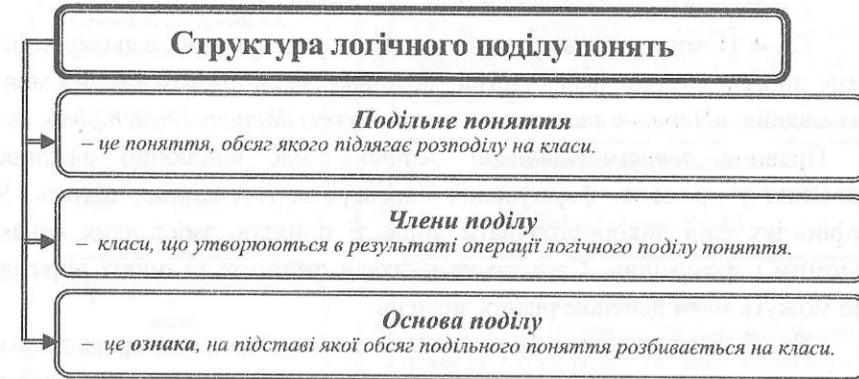 Структура логічного поділу понять
Подільне поняття
– це поняття, обсяг якого підлягає розподілу на класи.
Члени поділу
– класи, що утворюються в результаті операції логічного поділу поняття.
Основа поділу
– це ознака, на підставі якої обсяг подільного поняття розбивається на класи.